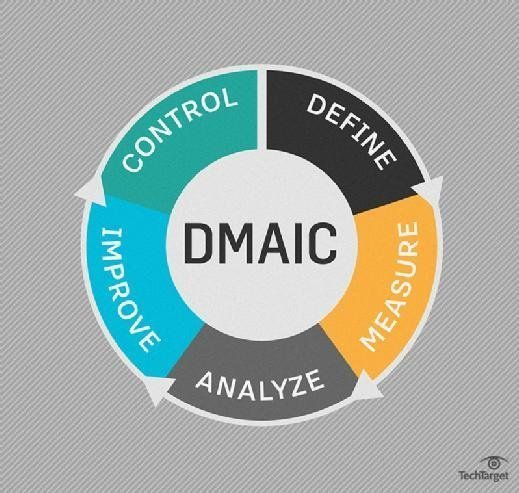 DMAIC
DEFINE
MEASURE
ANALYZE
IMPROVE
CONTROL
TechTarget